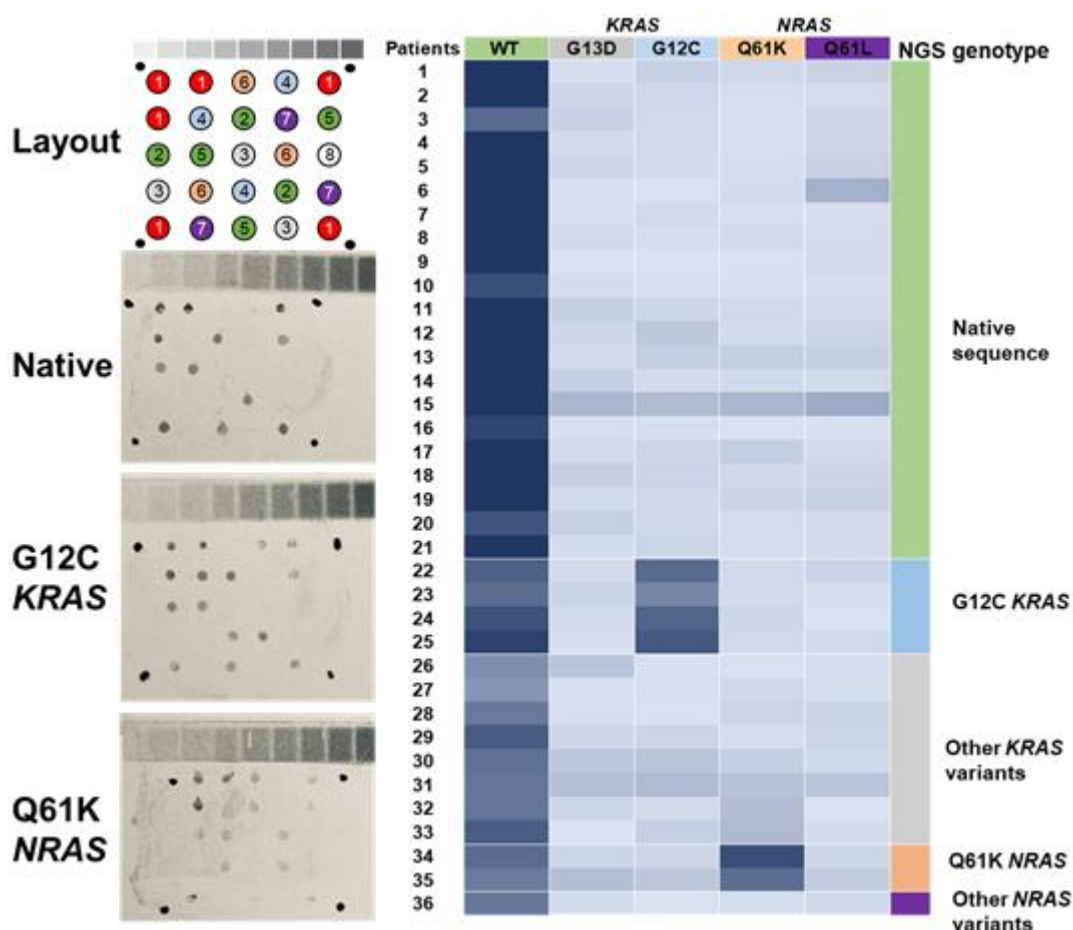 KRAS NRAS
Patients WT G13D G12C Q61K Q61L NGS genotype
Layout
1 1 6 4 1
1 4 2 7 5
2 5 3 6 8
3 6 4 2 7
1 7 5 3 1
Native
G12C
KRAS
Q61K
NRAS
1
2
3
4
5
6
7
8
9
10
11
12
13
14
15
16
17
18
19
20
21
22
23
24
25
26
27
28
29
30
31
32
33
34
35
36
Native
sequence
G12C KRAS
Other KRAS
variants
Q61K NRAS
Other NRAS
variants